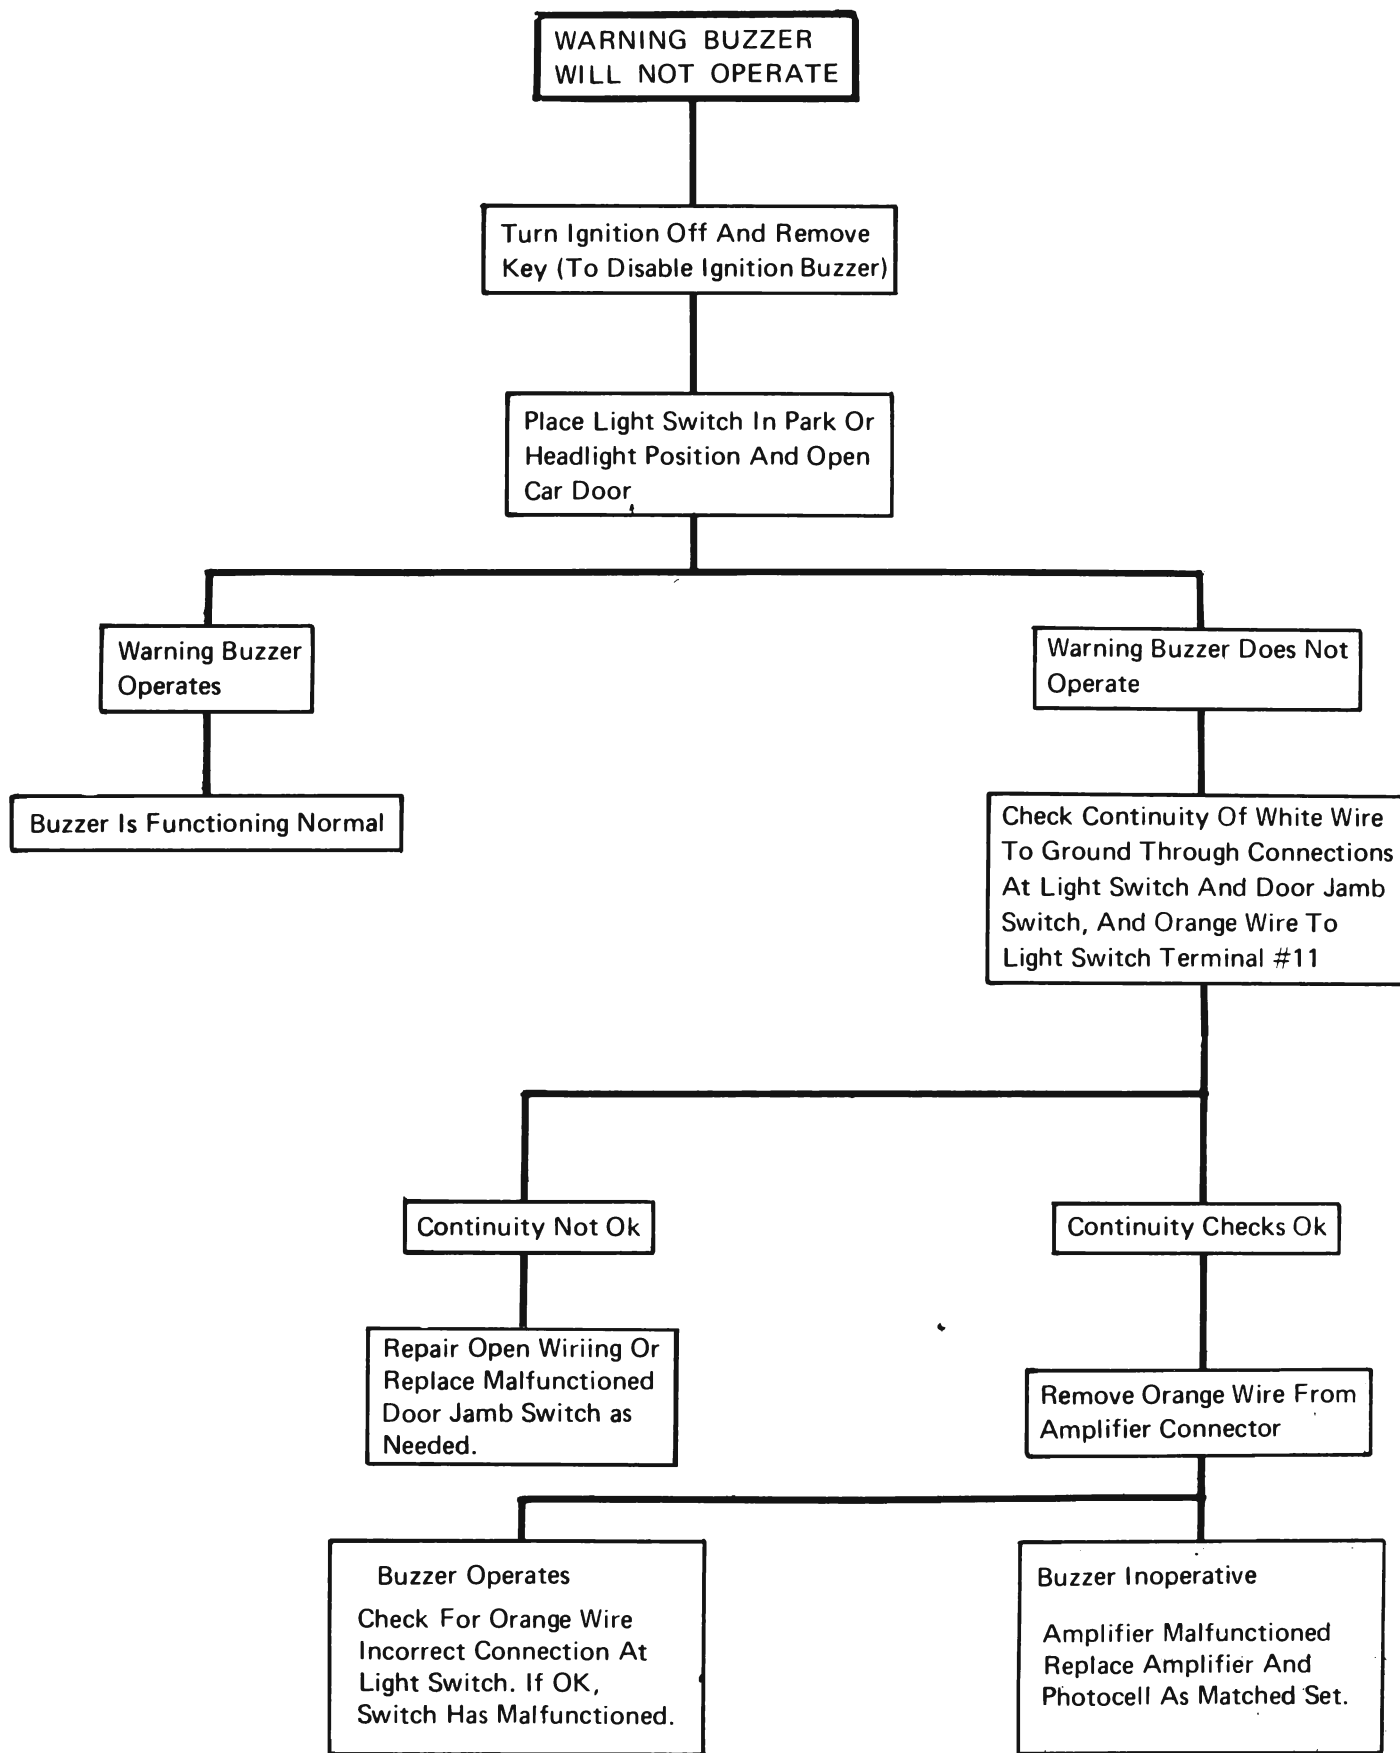 WARNING BUZZER
WILL NOT OPERATE
Turn Ignition Off And Remove
Key (To Disable Ignition Buzzer)
Place Light Switch In Park Or
Headlight Position And Open
Car Door
Warning Buzzer
Operates
Warning Buzzer Does Not
Operate
Buzzer Is Functioning Normal
Check Continuity Of White Wire
To Ground Through Connections
At Light Switch And Door Jamb
Switch, And Orange Wire To
Light Switch Terminal #11
Continuity Not Ok
Continuity Checks Ok
Repair Open Wiriing Or
Replace Malfunctioned
Door Jamb Switch as
Needed.
Remove Orange Wire From
Amplifier Connector
Buzzer Operates
Check For Orange Wire
Incorrect Connection At
Light Switch. If OK,
Switch Has Malfunctioned.
Buzzer Inoperative
Amplifier Malfunctioned
Replace Amplifier And
Photocell As Matched Set.